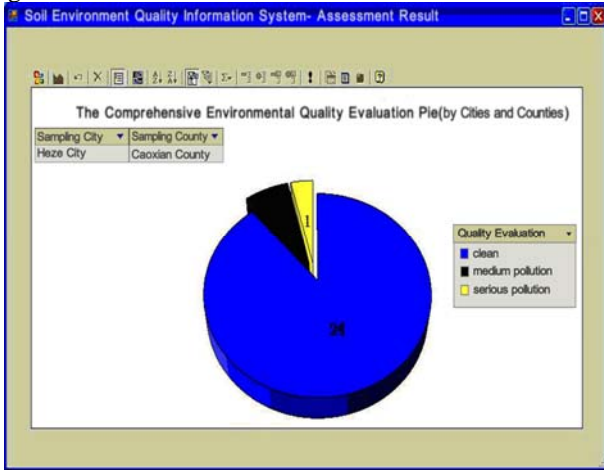 Soil Environment Quality Information System- Assessment Result
The Comprehensive Environmental Quality Evaluation Pie(by Cities and Counties)
Sampling City Sampling County
Heze City Caoxian County
1
Quality Evaluation
clean
medium pollution
serious pollution